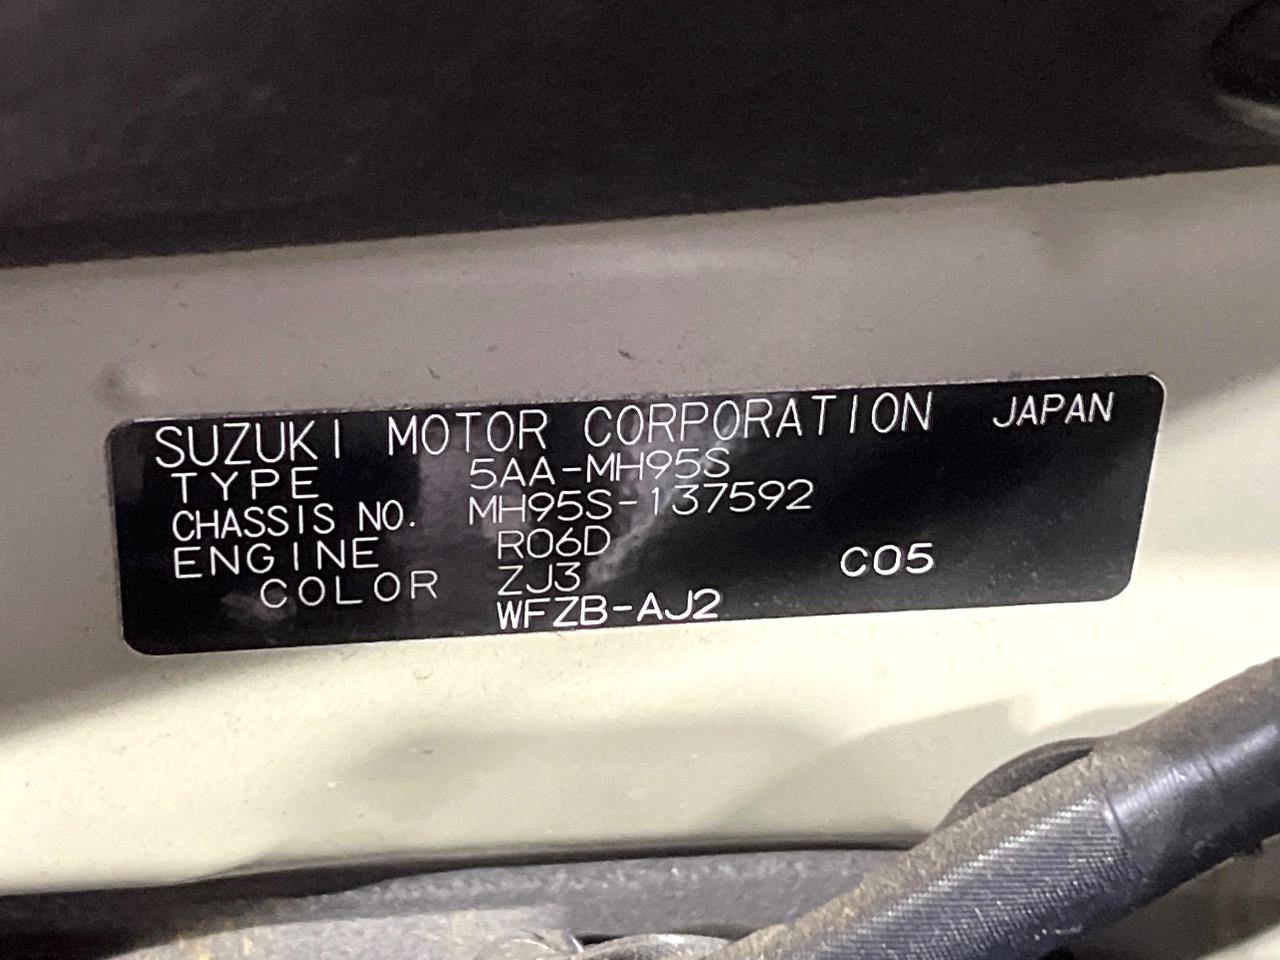 SUZUKI MOTOR CORPORATION JAPAN
TYPE 5AA-MH95S
CHASSIS NO. MH95S-137592
ENGINE R06D
COLOR ZJ3 C05
WFZB-AJ2